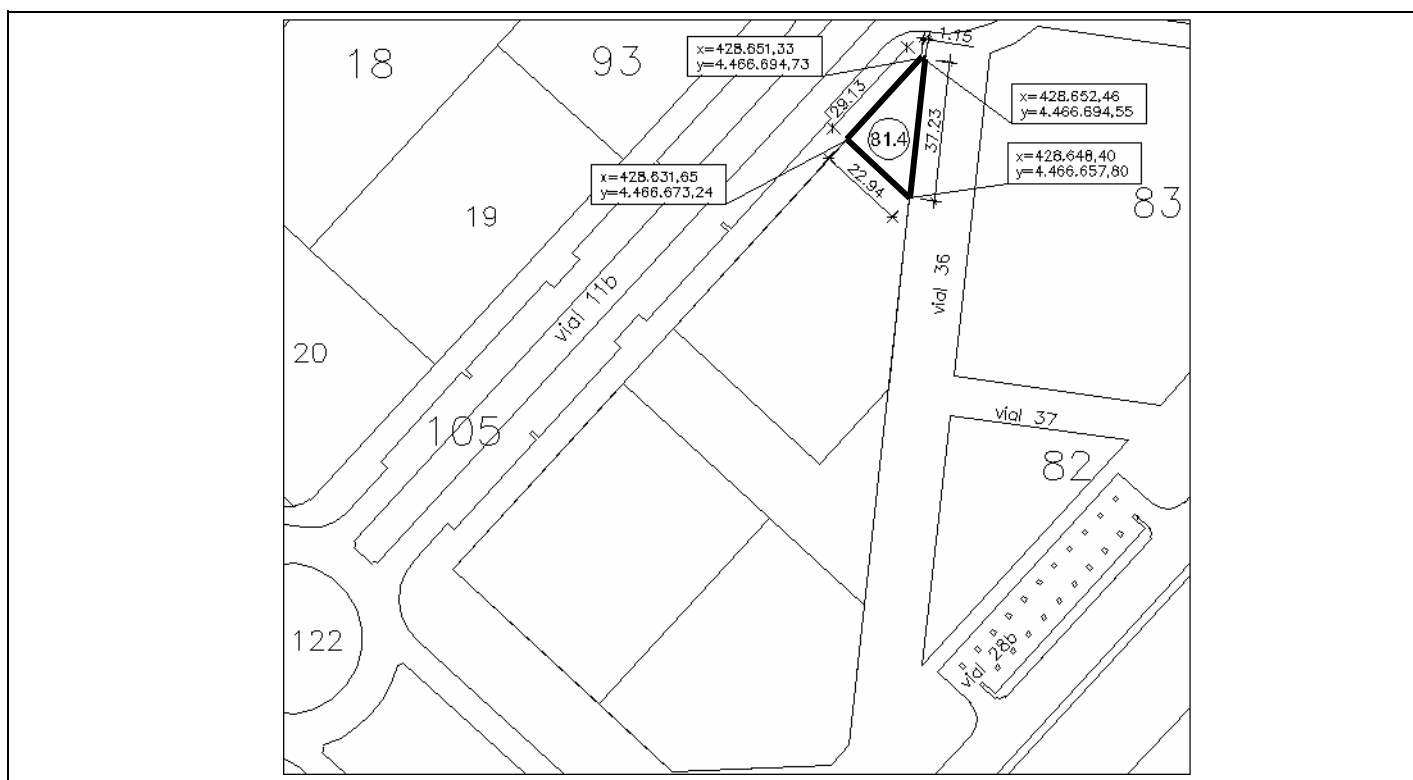 18
93
x=428.651,33
y=4.466.694,73
1.15
29.13
x=428.652,46
y=4.466.694,55
81.4
37.23
x=428.648,40
y=4.466.657,80
x=428.631,65
y=4.466.673,24
22.94
83
19
vial 36
vial 11b
20
105
vial 37
82
122
vial 28b